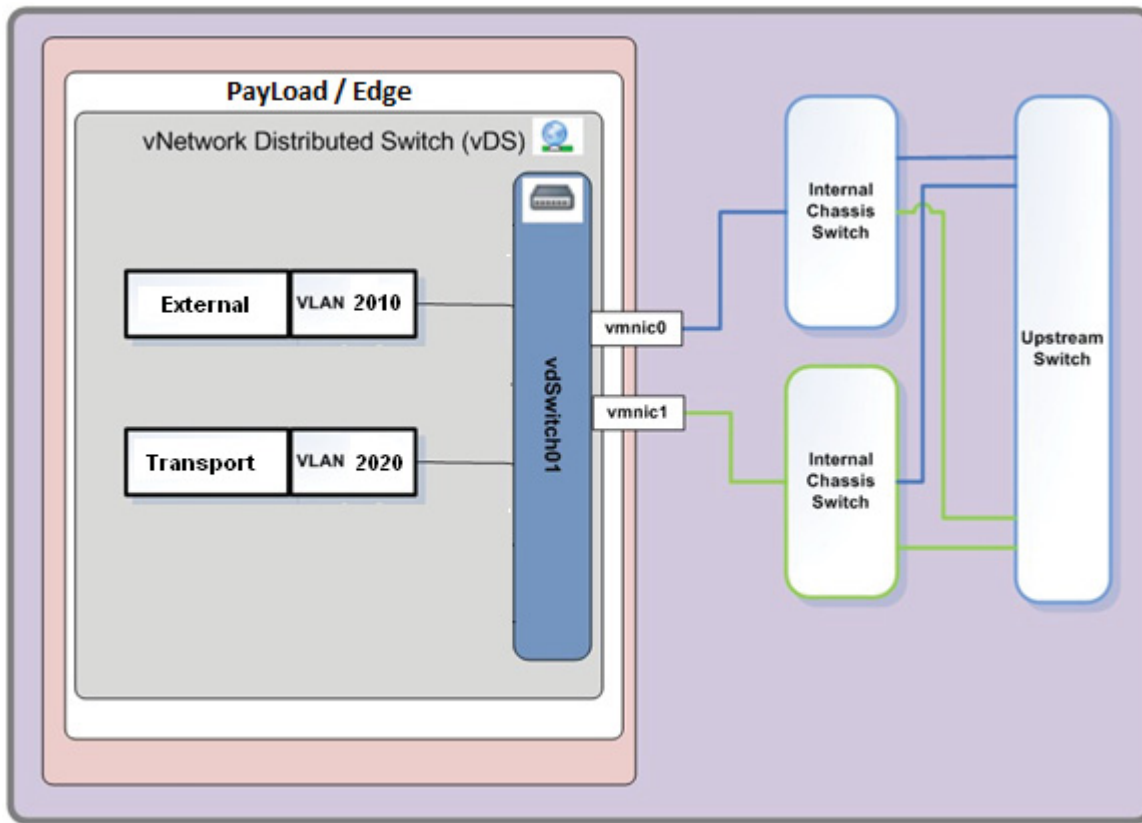 PayLoad / Edge
vNetwork Distributed Switch (vDS)
External
VLAN 2010
Transport
VLAN 2020
vdSwitch01
vmnic0
vmnic1
Internal
Chassis
Switch
Internal
Chassis
Switch
Upstream
Switch